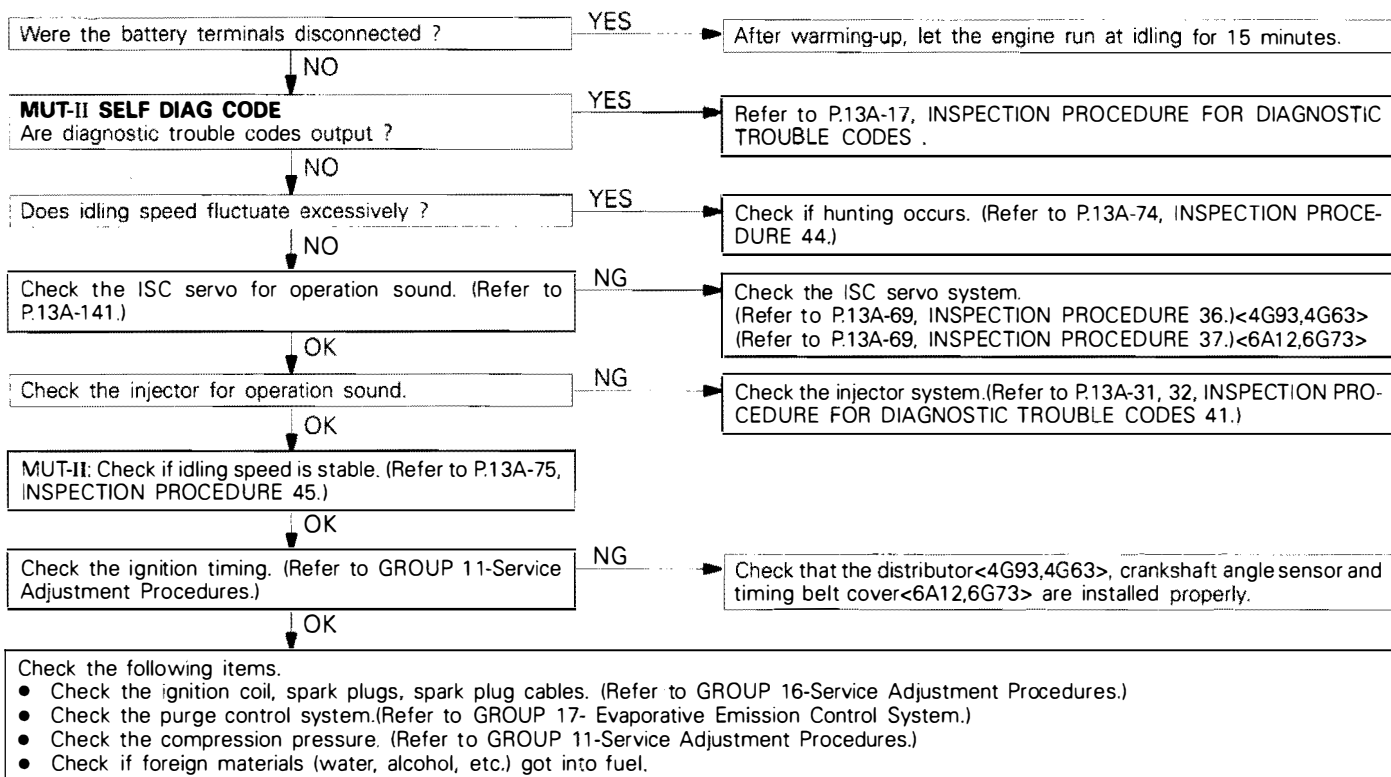 Were the battery terminals disconnected ?
YES
After warming-up, let the engine run at idling for 15 minutes.
NO
MUT-II SELF DIAG CODE
Are diagnostic trouble codes output ?
YES
Refer to P.13A-17, INSPECTION PROCEDURE FOR DIAGNOSTIC
TROUBLE CODES .
NO
Does idling speed fluctuate excessively ?
YES
Check if hunting occurs. (Refer to P.13A-74, INSPECTION PROCE-
DURE 44.)
NO
Check the ISC servo for operation sound. (Refer to
P.13A-141.)
NG
Check the ISC servo system.
(Refer to P.13A-69, INSPECTION PROCEDURE 36.)<4G93,4G63>
(Refer to P.13A-69, INSPECTION PROCEDURE 37.)<6A12,6G73>
OK
Check the injector for operation sound.
NG
Check the injector system.(Refer to P.13A-31, 32, INSPECTION PRO-
CEDURE FOR DIAGNOSTIC TROUBLE CODES 41.)
OK
MUT-II: Check if idling speed is stable. (Refer to P.13A-75,
INSPECTION PROCEDURE 45.)
OK
Check the ignition timing. (Refer to GROUP 11-Service
Adjustment Procedures.)
NG
Check that the distributor<4G93,4G63>, crankshaft angle sensor and
timing belt cover<6A12,6G73> are installed properly.
OK
Check the following items.
● Check the ignition coil, spark plugs, spark plug cables. (Refer to GROUP 16-Service Adjustment Procedures.)
● Check the purge control system.(Refer to GROUP 17- Evaporative Emission Control System.)
● Check the compression pressure. (Refer to GROUP 11-Service Adjustment Procedures.)
● Check if foreign materials (water, alcohol, etc.) got into fuel.